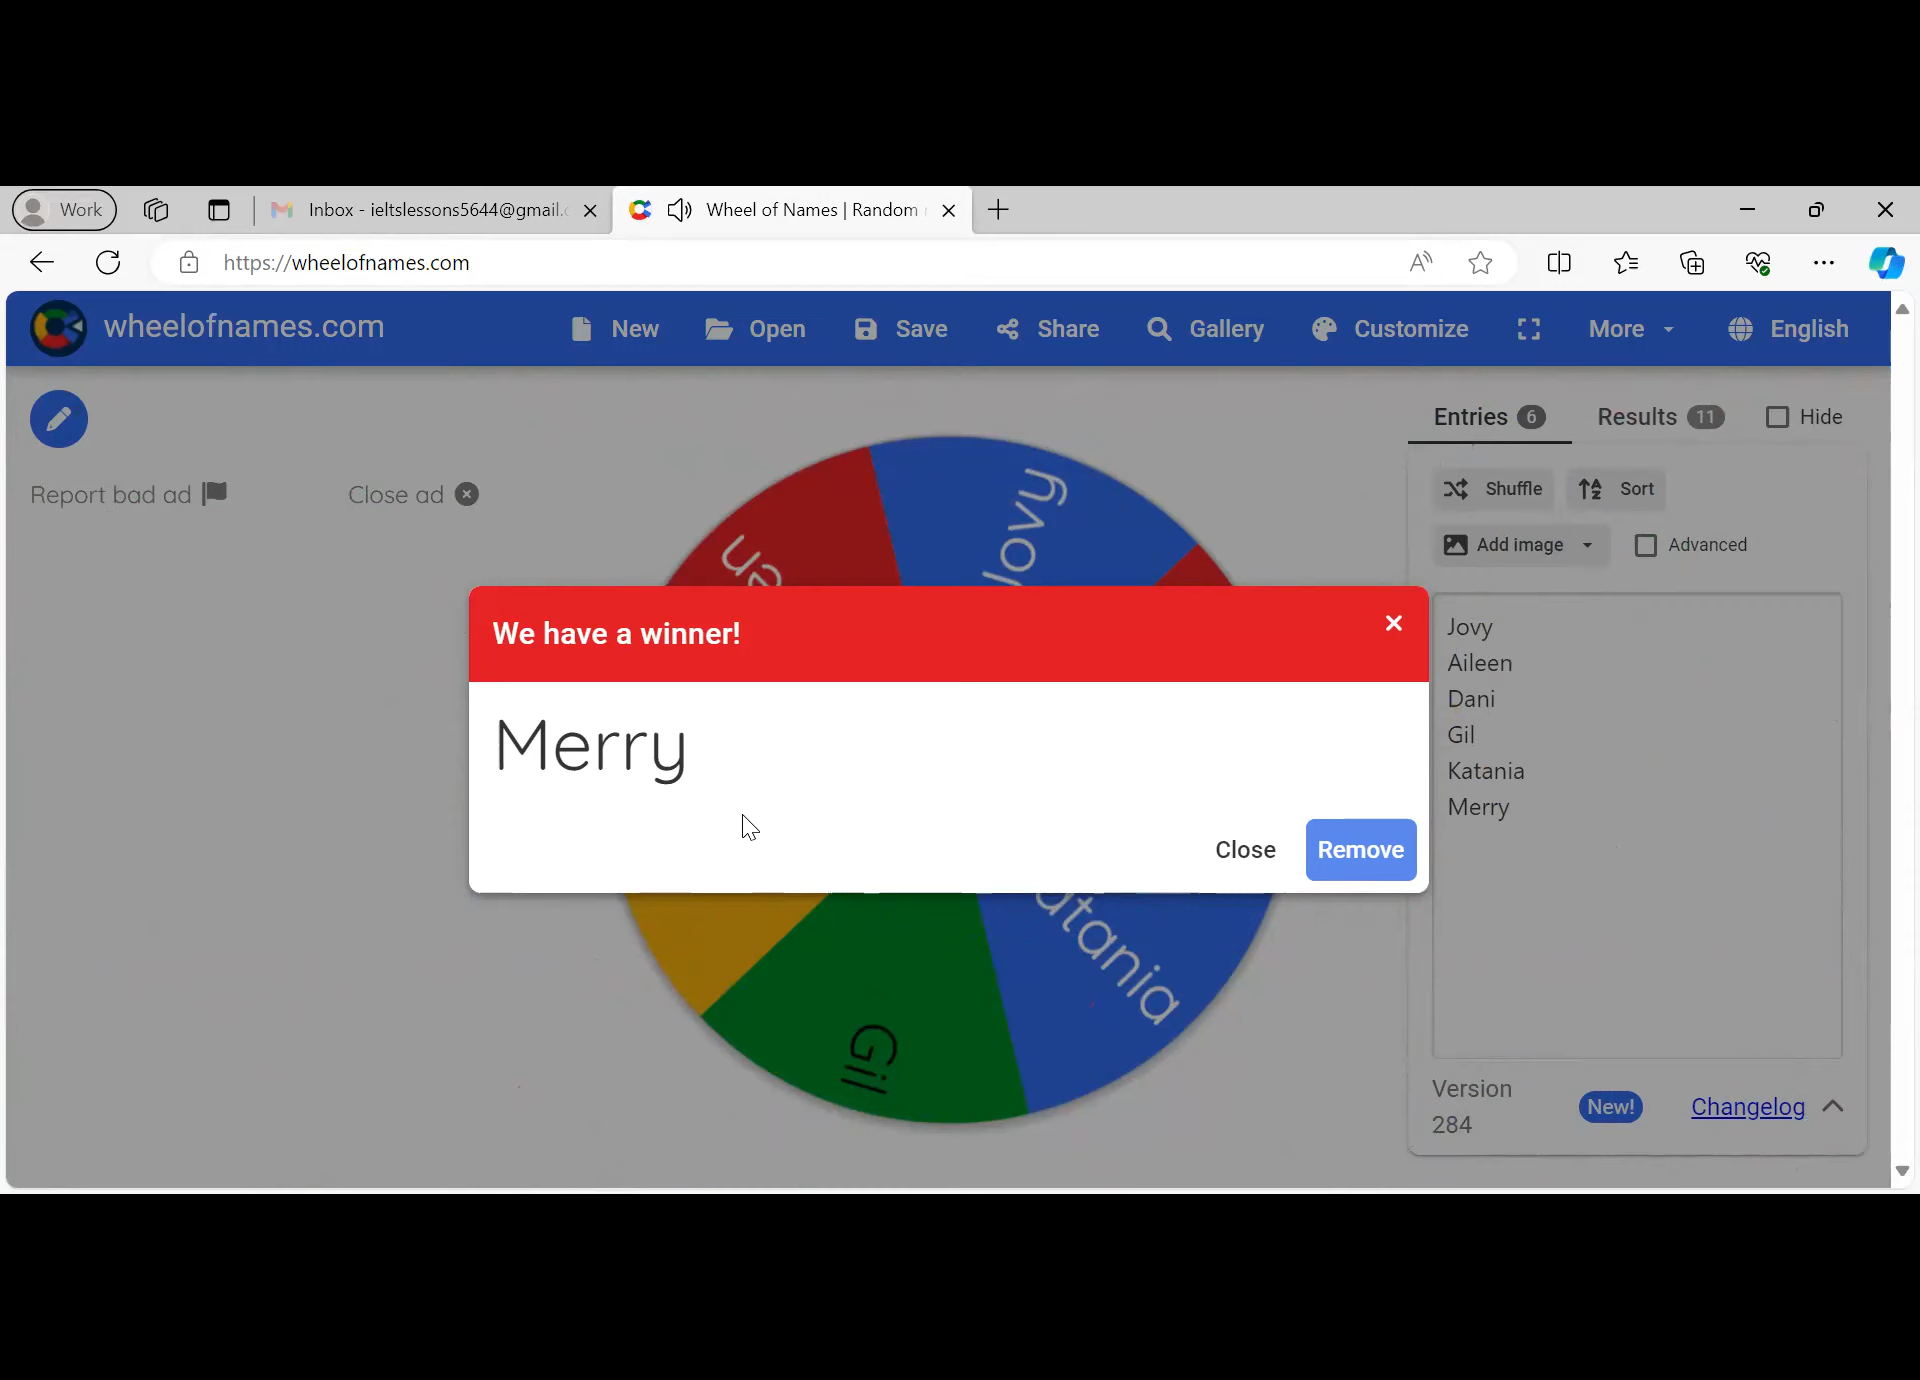 Work
Inbox - ieltslessons5644@gmail.c
Wheel of Names | Random
https://wheelofnames.com
wheelofnames.com
New
Open
Save
Share
Gallery
Customize
More
English
Entries 6
Results 11
Hide
Report bad ad
Close ad
Shuffle
Sort
Add image
Advanced
en
Jovy
We have a winner!
Merry
Close
Remove
Jovy
Aileen
Dani
Gil
Katania
Merry
atania
Gil
Version
284
New!
Changelog